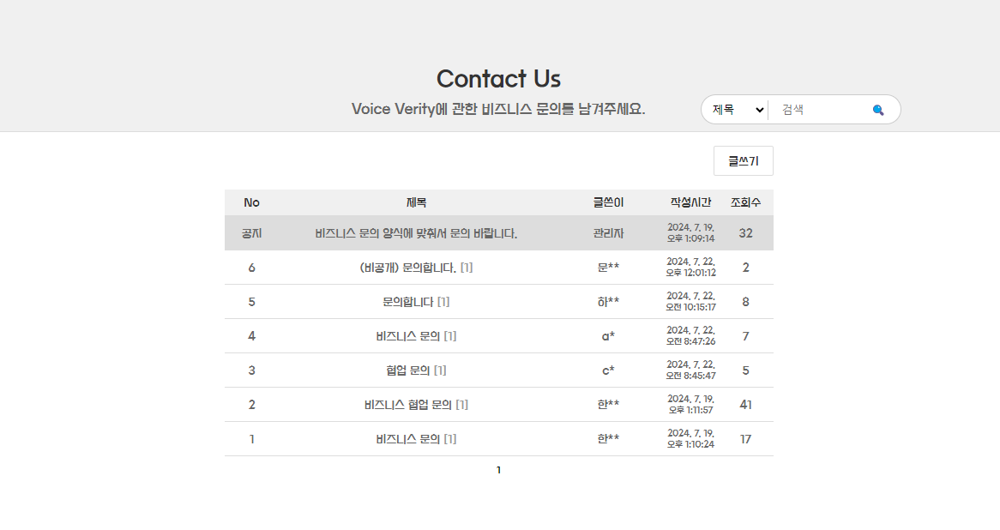 Contact Us
Voice Verity에 관한 비즈니스 문의를 남겨주세요.
제목 검색
글쓰기
No 제목 글쓴이 작성시간 조회수
공지 비즈니스 문의 양식에 맞춰서 문의 바랍니다. 관리자 2024. 7. 19. 오후 1:09:14 32
6 (비공개) 문의합니다. [1] 문** 2024. 7. 22. 오후 12:01:12 2
5 문의합니다 [1] 하** 2024. 7. 22. 오전 10:15:17 8
4 비즈니스 문의 [1] a* 2024. 7. 22. 오전 8:47:26 7
3 협업 문의 [1] c* 2024. 7. 22. 오전 8:45:47 5
2 비즈니스 협업 문의 [1] 한** 2024. 7. 19. 오후 1:11:57 41
1 비즈니스 문의 [1] 한** 2024. 7. 19. 오후 1:10:24 17
1